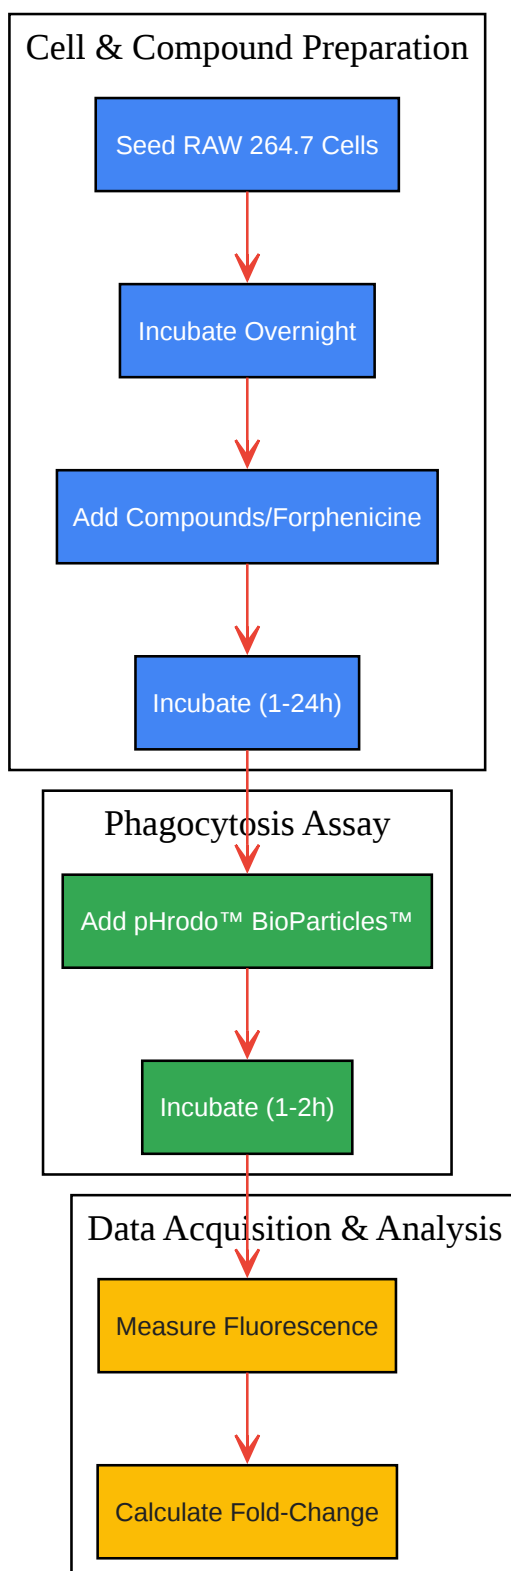 Cell & Compound Preparation
Seed RAW 264.7 Cells
Incubate Overnight
Add Compounds/Forphenicine
Incubate (1-24h)
Phagocytosis Assay
Add pHrodo™ BioParticles™
Incubate (1-2h)
Data Acquisition & Analysis
Measure Fluorescence
Calculate Fold-Change